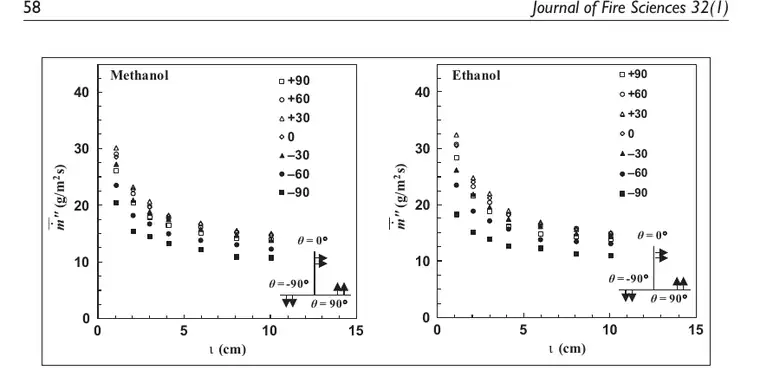 58 Journal of Fire Sciences 32(1)
Methanol
+90
+60
+30
0
−30
−60
−90
40
30
20
10
0
ṁ″ (g/m²s)
θ = 0°
θ = -90°
θ = 90°
0 5 10 15
ι (cm)
Ethanol
+90
+60
+30
0
−30
−60
−90
40
30
20
10
0
ṁ″ (g/m²s)
θ = 0°
θ = -90°
θ = 90°
0 5 10 15
ι (cm)